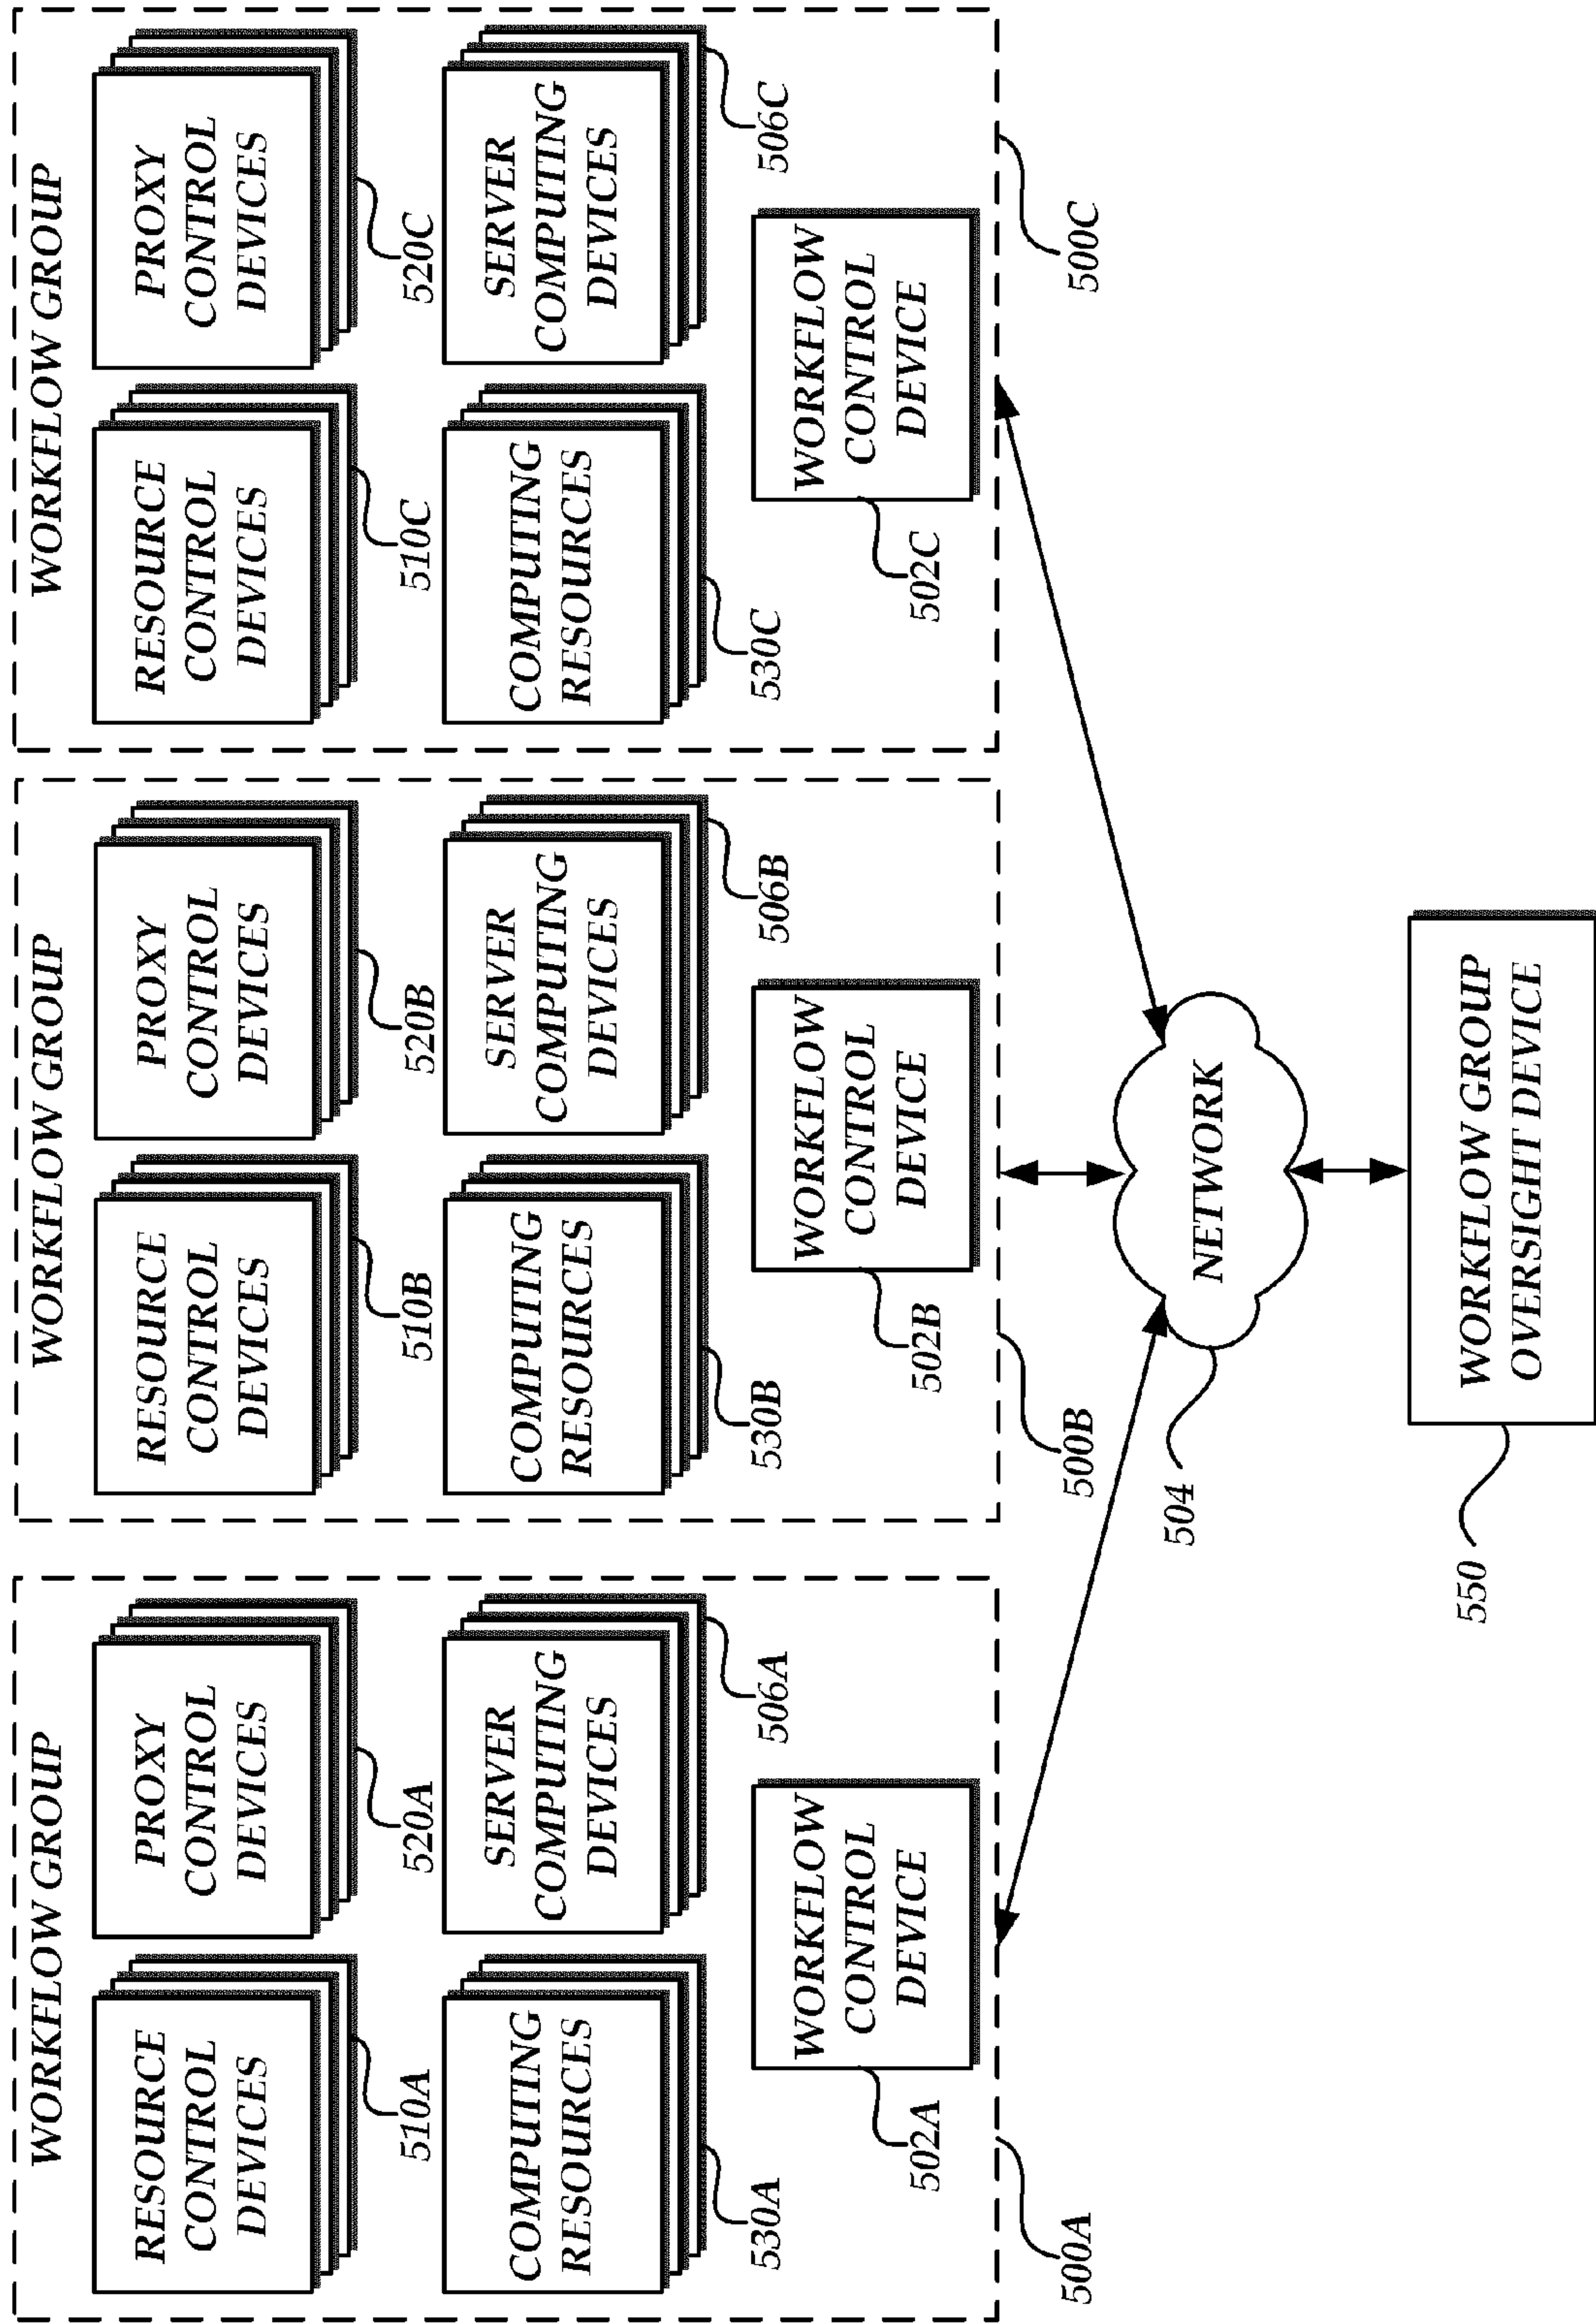 WORKFLOW GROUP
RESOURCE
CONTROL
DEVICES
510A
PROXY
CONTROL
DEVICES
520A
COMPUTING
RESOURCES
530A
SERVER
COMPUTING
DEVICES
506A
WORKFLOW
CONTROL
DEVICE
502A
500A
WORKFLOW GROUP
RESOURCE
CONTROL
DEVICES
510B
PROXY
CONTROL
DEVICES
520B
COMPUTING
RESOURCES
530B
SERVER
COMPUTING
DEVICES
506B
WORKFLOW
CONTROL
DEVICE
502B
500B
WORKFLOW GROUP
RESOURCE
CONTROL
DEVICES
510C
PROXY
CONTROL
DEVICES
520C
COMPUTING
RESOURCES
530C
SERVER
COMPUTING
DEVICES
506C
WORKFLOW
CONTROL
DEVICE
502C
500C
NETWORK
504
WORKFLOW GROUP
OVERSIGHT DEVICE
550